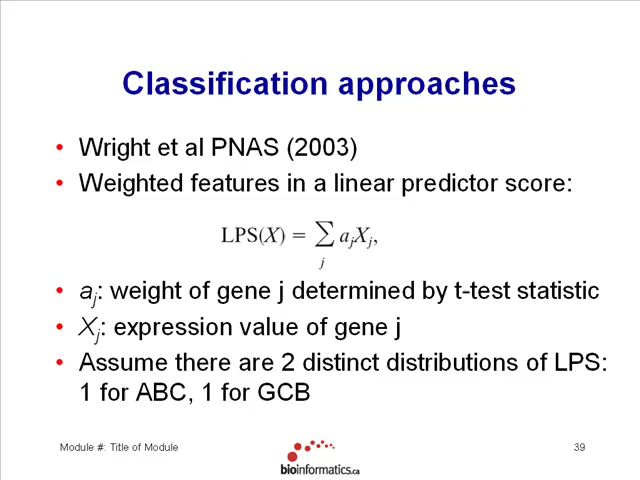 Classification approaches
• Wright et al PNAS (2003)
• Weighted features in a linear predictor score:
LPS(X) = ∑ⱼ aⱼXⱼ,
• aⱼ: weight of gene j determined by t-test statistic
• Xⱼ: expression value of gene j
• Assume there are 2 distinct distributions of LPS:
1 for ABC, 1 for GCB
Module #: Title of Module
bioinformatics.ca
39